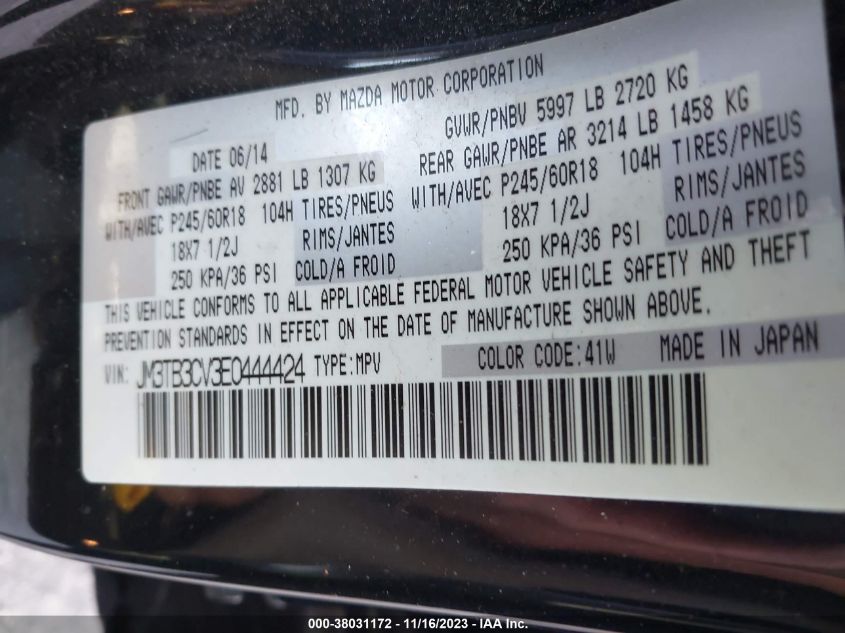 MFD. BY MAZDA MOTOR CORPORATION
DATE 06/14
GVWR/PNBV 5997 LB 2720 KG
FRONT GAWR/PNBE AV 2881 LB 1307 KG
REAR GAWR/PNBE AR 3214 LB 1458 KG
WITH/AVEC P245/60R18 104H TIRES/PNEUS
WITH/AVEC P245/60R18 104H TIRES/PNEUS
18X7 1/2J RIMS/JANTES
18X7 1/2J RIMS/JANTES
250 KPA/36 PSI COLD/A FROID
250 KPA/36 PSI COLD/A FROID
THIS VEHICLE CONFORMS TO ALL APPLICABLE FEDERAL MOTOR VEHICLE SAFETY AND THEFT
PREVENTION STANDARDS IN EFFECT ON THE DATE OF MANUFACTURE SHOWN ABOVE.
VIN: JM3TB3CV3E0444424 TYPE:MPV COLOR CODE:41W MADE IN JAPAN
000-38031172 - 11/16/2023 - IAA Inc.